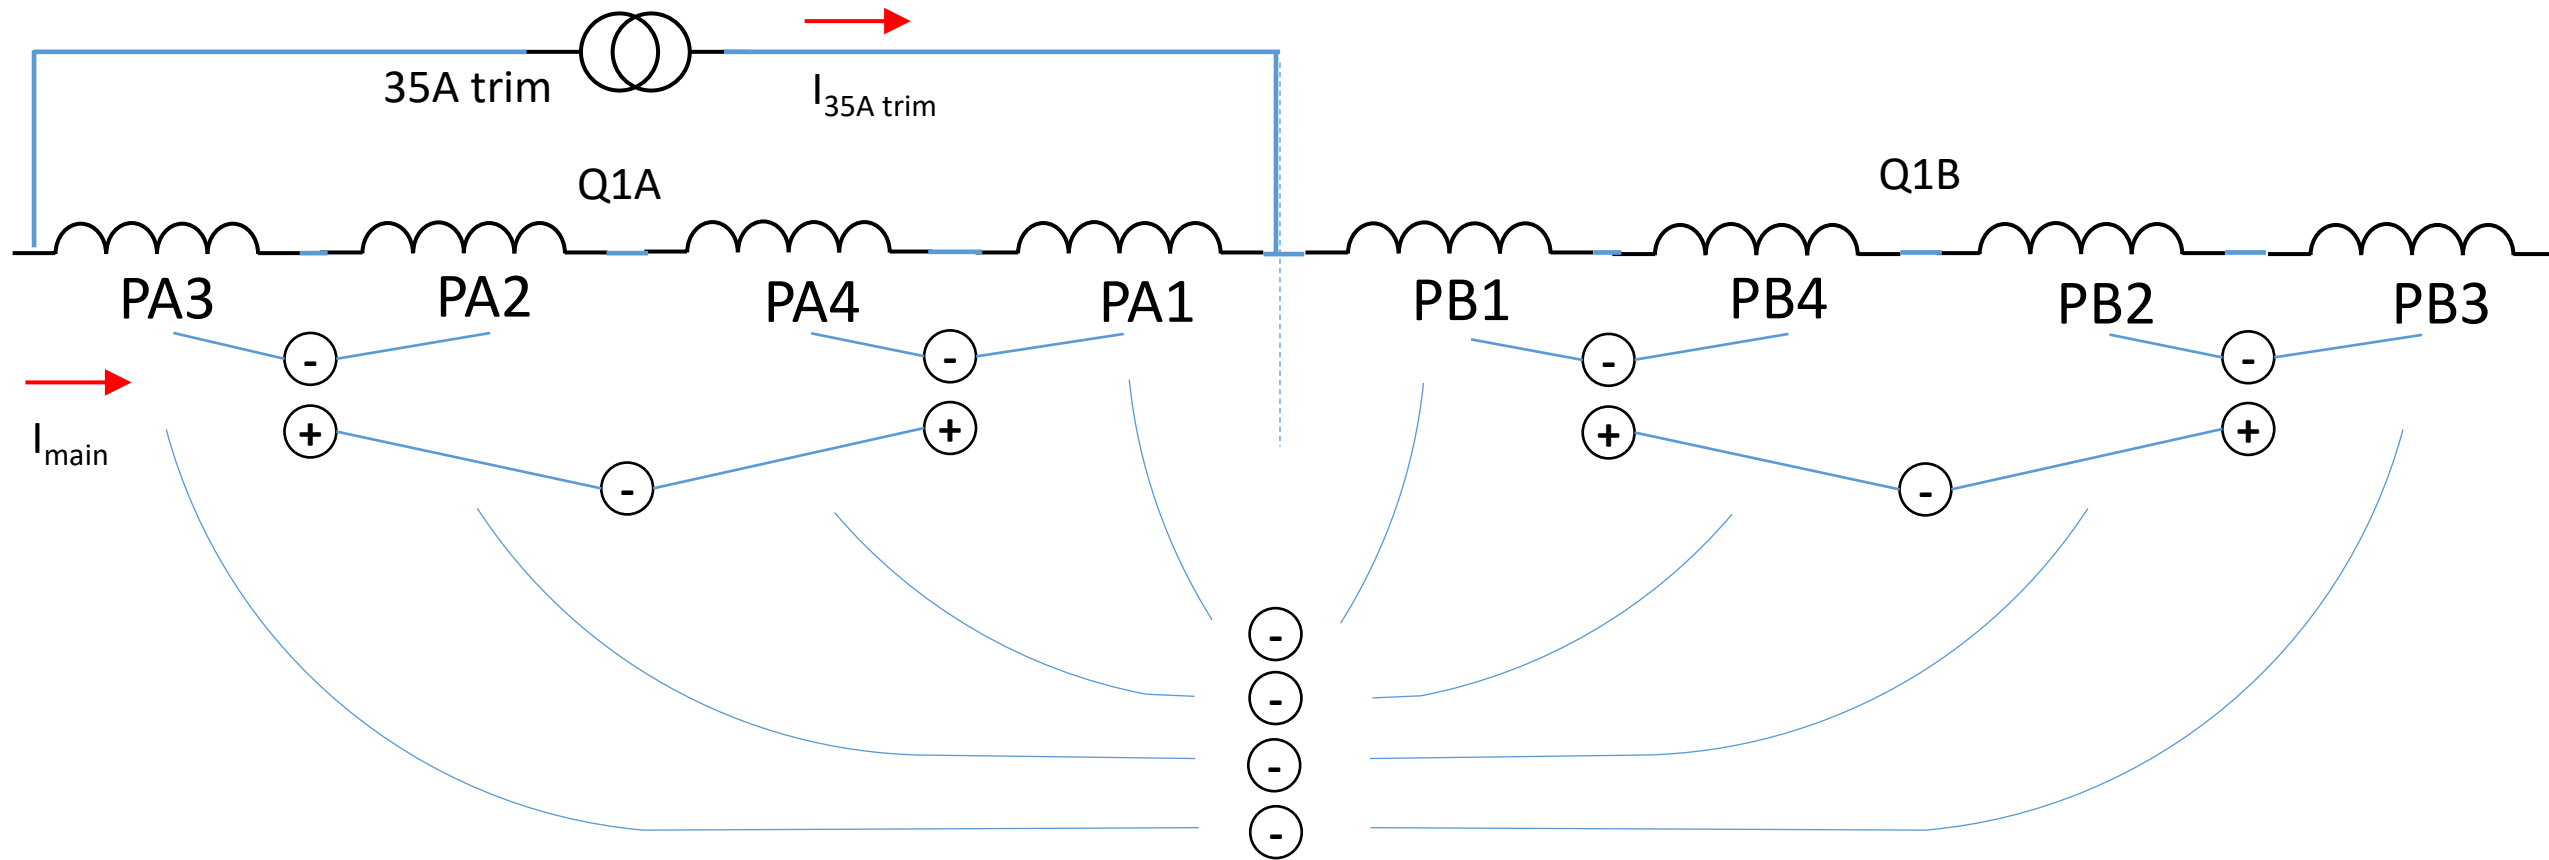 35A trim
I35A trim
Q1A
Q1B
PA3
PA2
PA4
PA1
PB1
PB4
PB2
PB3
- - - -
Imain
+ + + +
- -
-
-
-
-